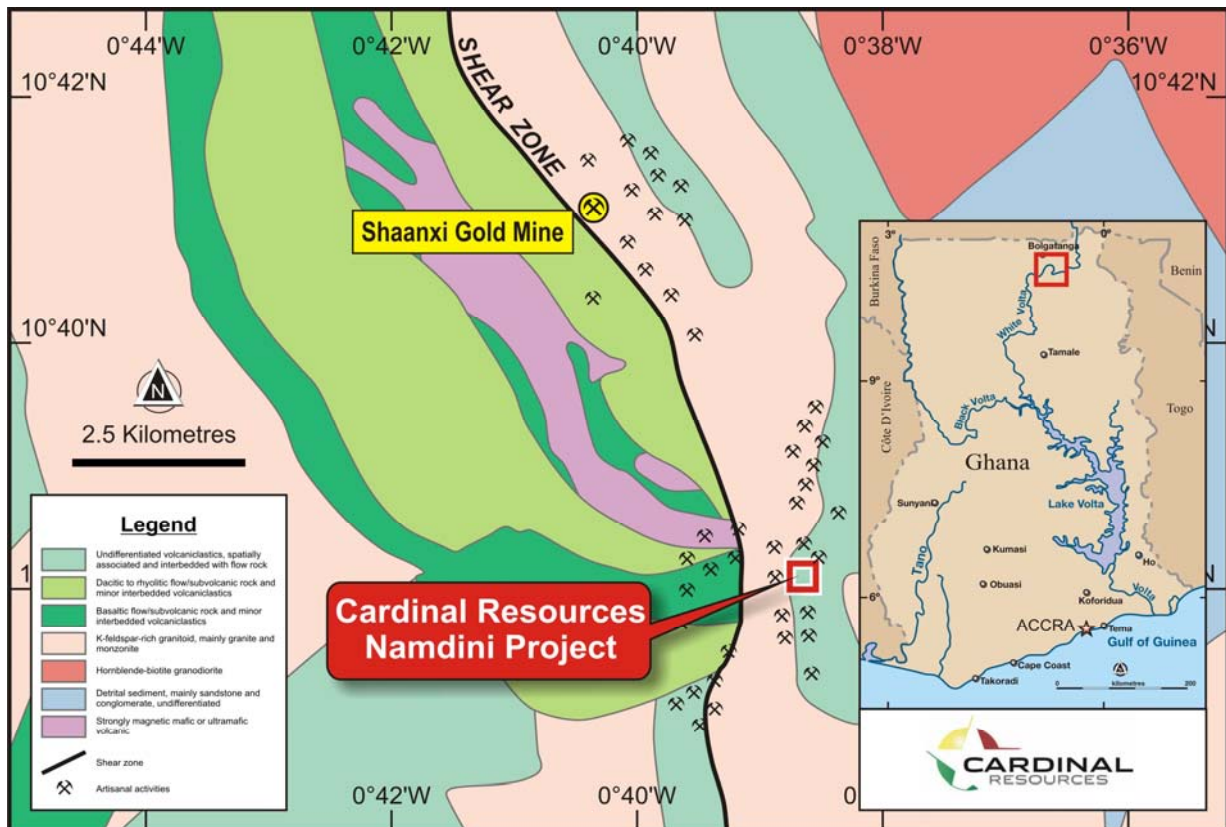 0°44'W
0°42'W
0°40'W
0°38'W
0°36'W
10°42'N
10°42'N
SHEAR ZONE
Shaanxi Gold Mine
10°40'N
N
N
2.5 Kilometres
Legend
Undifferentiated volcaniclastics, spatially
associated and interbedded with flow rock
Dacitic to rhyolitic flow/subvolcanic rock and
minor interbedded volcaniclastics
Basaltic flow/subvolcanic rock and minor
interbedded volcaniclastics
K-feldspar-rich granitoid, mainly granite and
monzonite
Hornblende-biotite granodiorite
Detrital sediment, mainly sandstone and
conglomerate, undifferentiated
Strongly magnetic mafic or ultramafic
volcanic
Shear zone
Artisanal activities
1
N
Cardinal Resources
Namdini Project
0°42'W
0°40'W
0°
3°
0°
Bolgatanga
Burkina Faso
Benin
White Volta
Tamale
9°
Côte D'Ivoire
Black Volta
Togo
Ghana
Sunyani
Lake Volta
Tano
Kumasi
Ho
Obuasi
Volta
6°
Koforidua
ACCRA
Tema
Gulf of Guinea
Cape Coast
Takoradi
kilometres
0
200
CARDINAL
RESOURCES